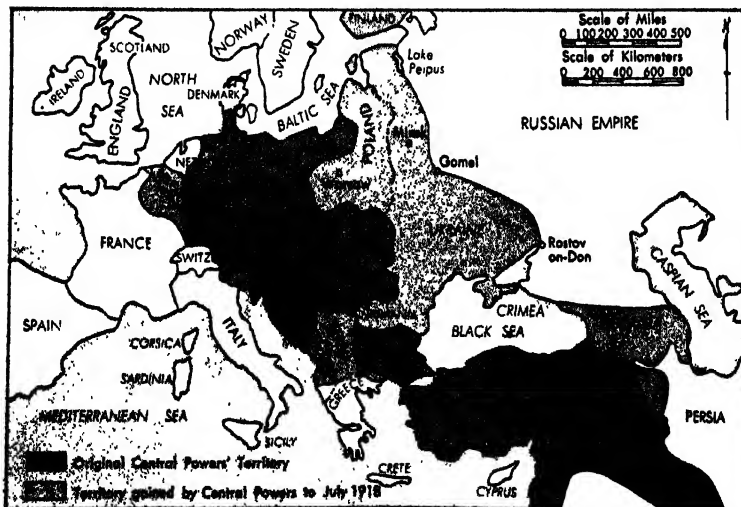 NORWAY
SWEDEN
FINLAND
Lake
Peipus
Scale of Miles
0 100 200 300 400 500
Scale of Kilometers
0 200 400 600 800
SCOTLAND
IRELAND
ENGLAND
NORTH
SEA
DENMARK
BALTIC SEA
POLAND
Minsk
RUSSIAN EMPIRE
Gomel
FRANCE
SWITZ
UKRAINE
Rostov
on-Don
CASPIAN SEA
SPAIN
ITALY
CORSICA
SARDINIA
CRIMEA
BLACK SEA
GREECE
PERSIA
MEDITERRANEAN SEA
SICILY
CRETE
CYPRUS
Original Central Powers' Territory
Territory gained by Central Powers to July 1918